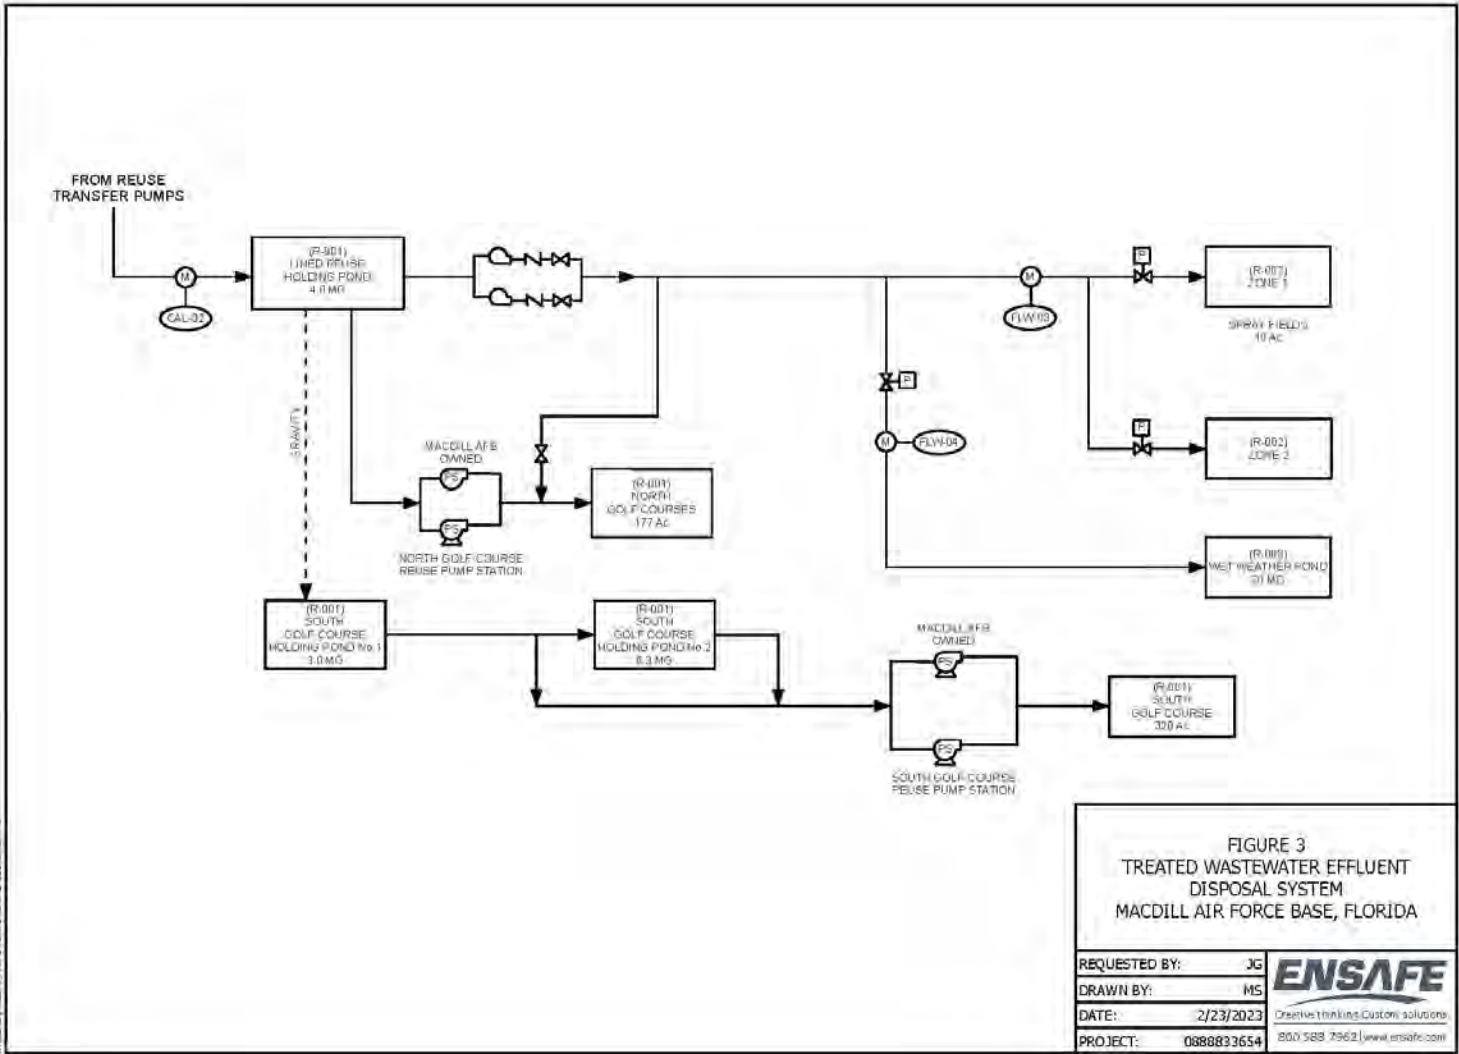 FROM REUSE
TRANSFER PUMPS
M
CAL-02
(R-001)
LINED REUSE
HOLDING POND
4.0 MG
GRAVITY
M
FLW-03
P
(R-002)
ZONE 1
SPRAY FIELDS
Ac
P
M
FLW-04
P
(R-002)
ZONE 2
MACDILL AFB
OWNED
PS
PS
NORTH GOLF COURSE
REUSE PUMP STATION
(R-001)
NORTH
GOLF COURSES
177 Ac
WET WEATHER POND
MG
(R-001)
SOUTH
GOLF COURSE
HOLDING POND No.1
3.0 MG
(R-001)
SOUTH
GOLF COURSE
HOLDING POND No.2
MG
MACDILL AFB
OWNED
PS
PS
SOUTH GOLF COURSE
REUSE PUMP STATION
(R-001)
SOUTH
GOLF COURSE
320 Ac
FIGURE 3
TREATED WASTEWATER EFFLUENT
DISPOSAL SYSTEM
MACDILL AIR FORCE BASE, FLORIDA
REQUESTED BY: JG
DRAWN BY: MS
DATE: 2/23/2023
PROJECT: 0888833654
ENSAFE
Creative thinking. Custom solutions.
800.588.7962 | www.ensafe.com